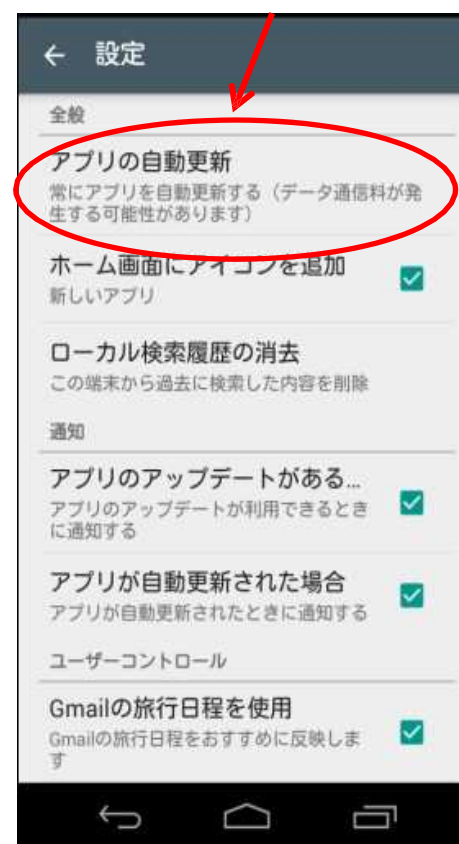 設定
全般
アプリの自動更新
常にアプリを自動更新する（データ通信料が発
生する可能性があります）
ホーム画面にアイコンを追加
新しいアプリ
ローカル検索履歴の消去
この端末から過去に検索した内容を削除
通知
アプリのアップデートがある...
アプリのアップデートが利用できるとき
に通知する
アプリが自動更新された場合
アプリが自動更新されたときに通知する
ユーザーコントロール
Gmailの旅行日程を使用
Gmailの旅行日程をおすすめに反映しま
す